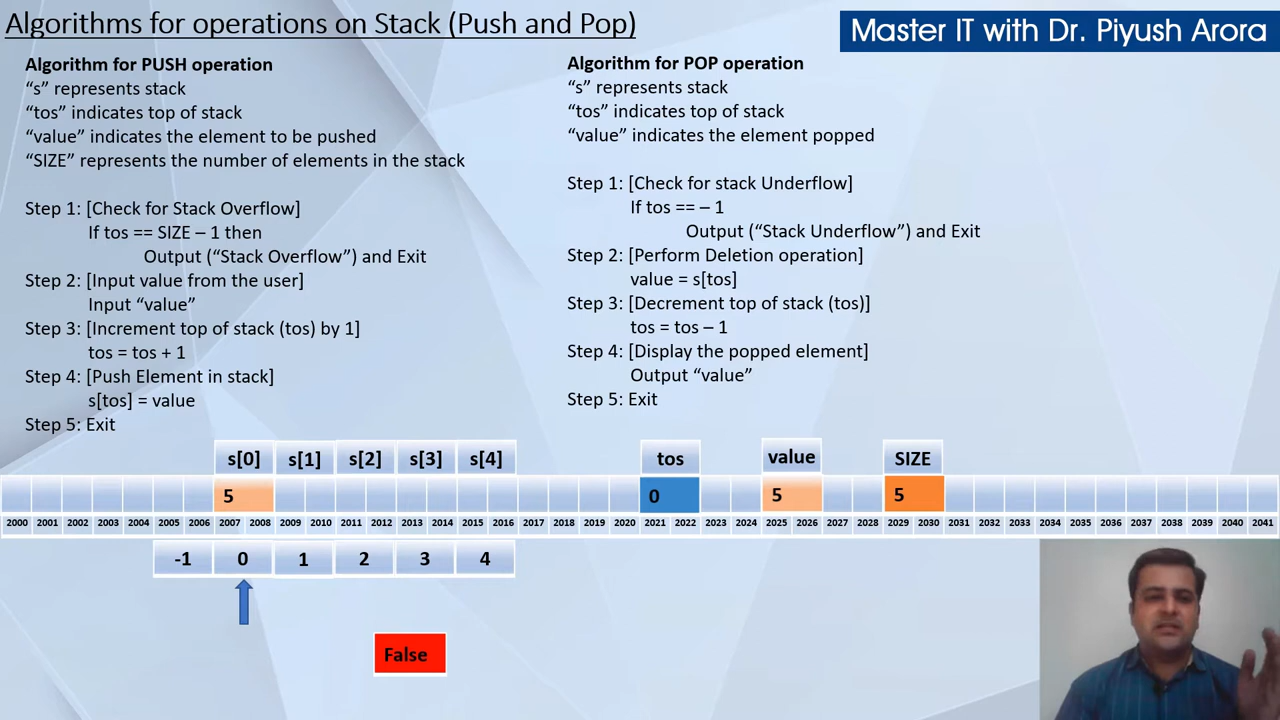 Algorithms for operations on Stack (Push and Pop)
Master IT with Dr. Piyush Arora
Algorithm for PUSH operation
“s” represents stack
“tos” indicates top of stack
“value” indicates the element to be pushed
“SIZE” represents the number of elements in the stack
Step 1: [Check for Stack Overflow]
If tos == SIZE – 1 then
Output (“Stack Overflow”) and Exit
Step 2: [Input value from the user]
Input “value”
Step 3: [Increment top of stack (tos) by 1]
tos = tos + 1
Step 4: [Push Element in stack]
s[tos] = value
Step 5: Exit
Algorithm for POP operation
“s” represents stack
“tos” indicates top of stack
“value” indicates the element popped
Step 1: [Check for stack Underflow]
If tos == – 1
Output (“Stack Underflow”) and Exit
Step 2: [Perform Deletion operation]
value = s[tos]
Step 3: [Decrement top of stack (tos)]
tos = tos – 1
Step 4: [Display the popped element]
Output “value”
Step 5: Exit
s[0] s[1] s[2] s[3] s[4] tos value SIZE
5 0 5 5
2000 2001 2002 2003 2004 2005 2006 2007 2008 2009 2010 2011 2012 2013 2014 2015 2016 2017 2018 2019 2020 2021 2022 2023 2024 2025 2026 2027 2028 2029 2030 2031 2032 2033 2034 2035 2036 2037 2038 2039 2040 2041
-1 0 1 2 3 4
False